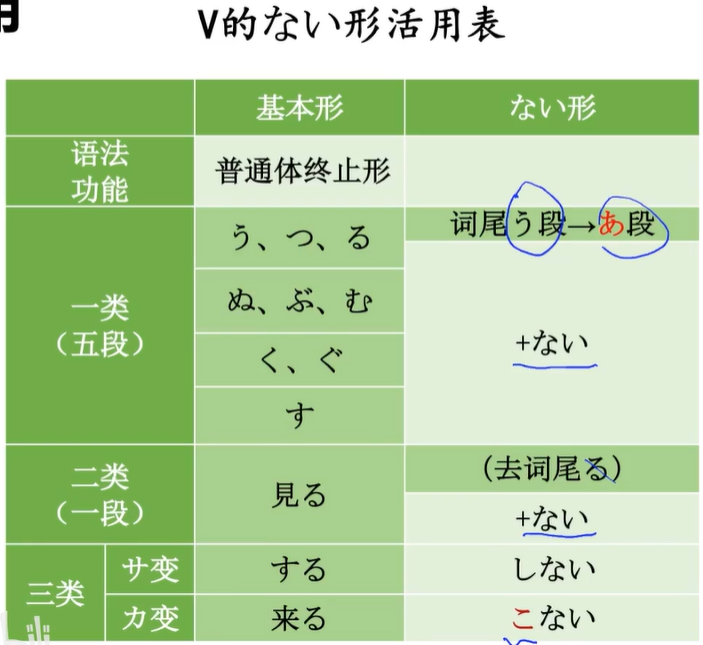 用
V的ない形活用表
基本形 ない形
语法
功能
普通体终止形
一类
（五段）
う、つ、る
ぬ、ぶ、む
く、ぐ
す
词尾う段→あ段
+ない
二类
（一段）
見る
（去词尾る）
+ない
三类
サ变 する しない
カ变 来る こない